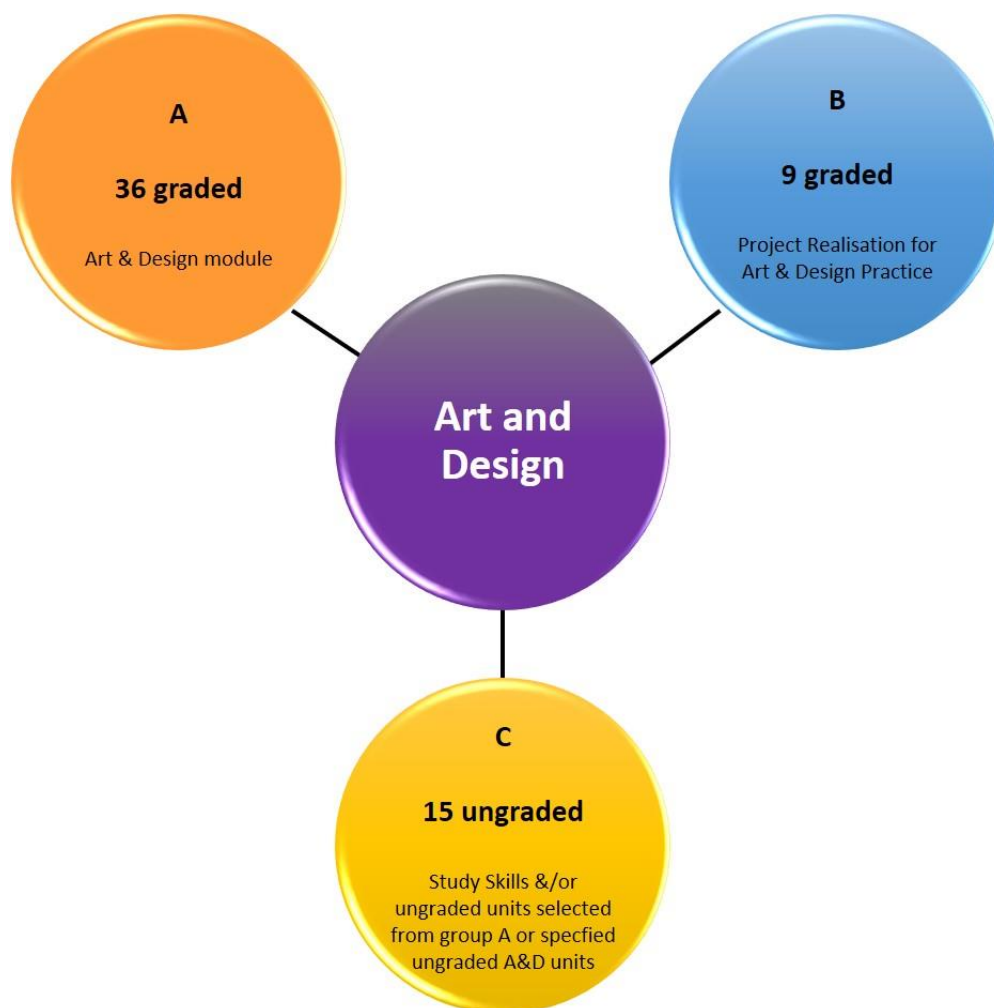 A
36 graded
Art & Design module
B
9 graded
Project Realisation for
Art & Design Practice
Art and
Design
C
15 ungraded
Study Skills &/or
ungraded units selected
from group A or specfied
ungraded A&D units